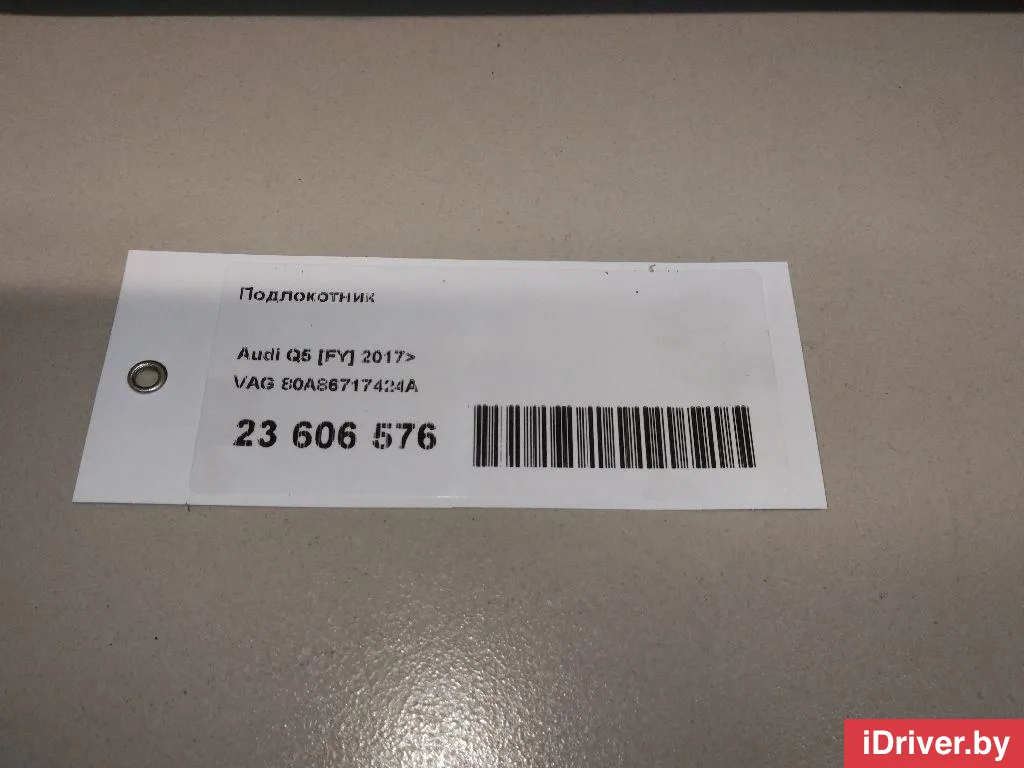 Подлокотник
Audi Q5 [FY] 2017>
VAG 80A86717424A
23 606 576
iDriver.by